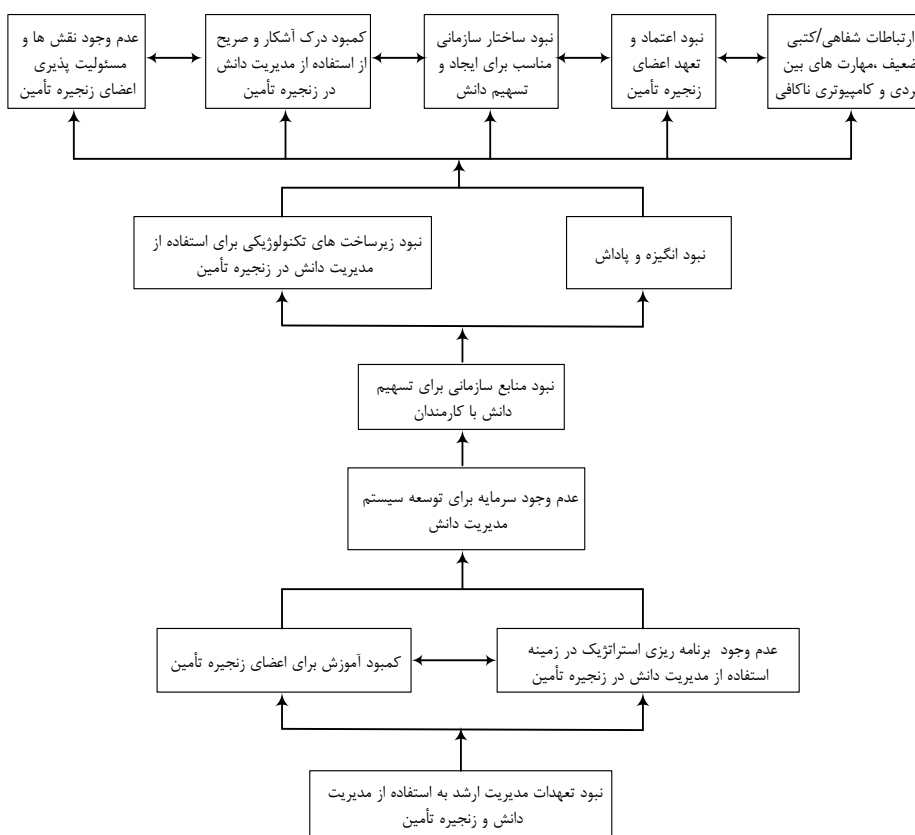 ارتباطات شفاهی/کتبی
ضعیف ،مهارت های بین
ردی و کامپیوتری ناکافی
نبود اعتماد و
تعهد اعضای
زنجیره تأمین
نبود ساختار سازمانی
مناسب برای ایجاد و
تسهیم دانش
کمبود درک آشکار و صریح
از استفاده از مدیریت دانش
در زنجیره تأمین
عدم وجود نقش ها و
مسئولیت پذیری
اعضای زنجیره تأمین
نبود انگیزه و پاداش
نبود زیرساخت های تکنولوژیکی برای استفاده از
مدیریت دانش در زنجیره تأمین
نبود منابع سازمانی برای تسهیم
دانش با کارمندان
عدم وجود سرمایه برای توسعه سیستم
مدیریت دانش
عدم وجود برنامه ریزی استراتژیک در زمینه
استفاده از مدیریت دانش در زنجیره تأمین
کمبود آموزش برای اعضای زنجیره تأمین
نبود تعهدات مدیریت ارشد به استفاده از مدیریت
دانش و زنجیره تأمین